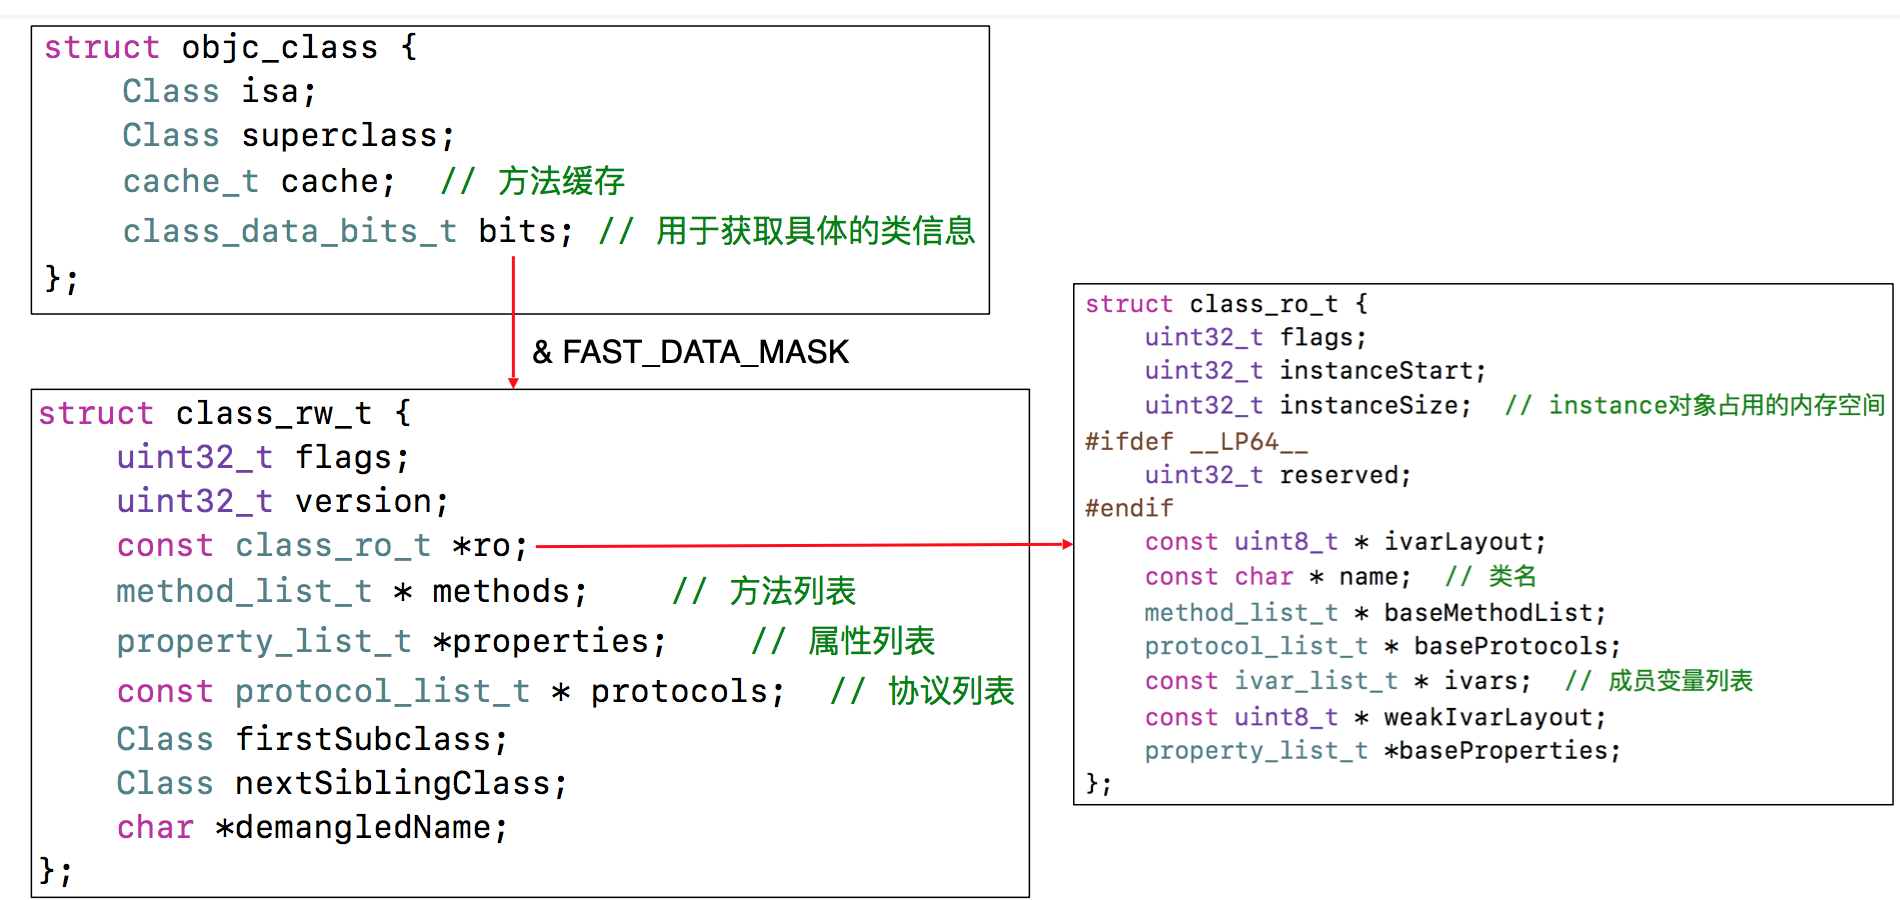 struct objc_class {
    Class isa;
    Class superclass;
    cache_t cache;  // 方法缓存
    class_data_bits_t bits; // 用于获取具体的类信息
};
& FAST_DATA_MASK
struct class_rw_t {
    uint32_t flags;
    uint32_t version;
    const class_ro_t *ro;
    method_list_t * methods;    // 方法列表
    property_list_t *properties;    // 属性列表
    const protocol_list_t * protocols;  // 协议列表
    Class firstSubclass;
    Class nextSiblingClass;
    char *demangledName;
};
struct class_ro_t {
    uint32_t flags;
    uint32_t instanceStart;
    uint32_t instanceSize;  // instance对象占用的内存空间
#ifdef __LP64__
    uint32_t reserved;
#endif
    const uint8_t * ivarLayout;
    const char * name;  // 类名
    method_list_t * baseMethodList;
    protocol_list_t * baseProtocols;
    const ivar_list_t * ivars;  // 成员变量列表
    const uint8_t * weakIvarLayout;
    property_list_t *baseProperties;
};